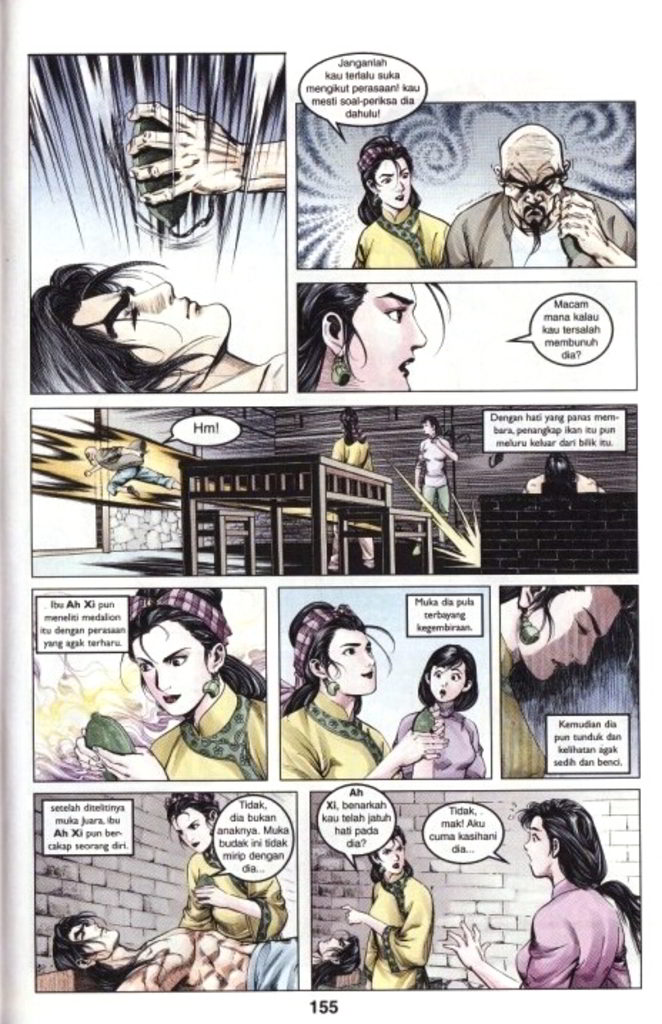 Janganlah
kau terlalu suka
mengikut perasaan! kau
mesti soal-periksa dia
dahulu!
Macam
mana kalau
kau tersalah
membunuh
dia?
Hm!
Dengan hati yang panas mem-
bara, penangkap ikan itu pun
meluru keluar dari bilik itu.
. Ibu Ah Xi pun
meneliti medalion
itu dengan perasaan
yang agak terharu.
Muka dia pula
terbayang
kegembiraan.
Kemudian dia
pun tunduk dan
kelihatan agak
sedih dan benci.
setelah ditelitinya
muka Juara, ibu
Ah Xi pun ber-
cakap seorang diri.
Tidak,
dia bukan
anaknya. Muka
budak ini tidak
mirip dengan
dia...
Ah
Xi, benarkah
kau telah jatuh
hati pada
dia?
Tidak,
mak! Aku
cuma kasihani
dia...
155